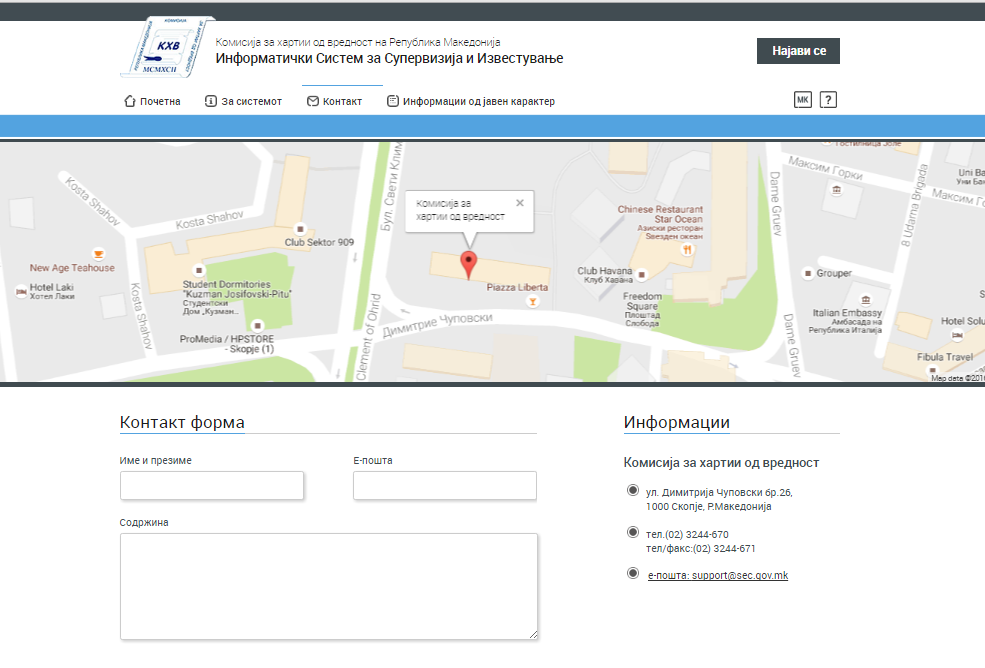 КОМИСИЈА
КХВ
МСМХСІІ
Комисија за хартии од вредност на Република Македонија
Информатички Систем за Супервизија и Известување
Најави се
Почетна
За системот
Контакт
Информации од јавен карактер
МК
?
Kosta Shahov
Kosta Shahov
Kosta Shahov
Club Sektor 909
New Age Teahouse
Hotel Laki
Хотел Лаки
Student Dormitories
"Kuzman Josifovski-Pitu"
Студентски
Дом „Кузман...
ProMedia / HPSTORE
- Skopje (1)
Бул. Свети Клим
Clement of Ohrid
Комисија за
хартии од вредност
Piazza Liberta
Димитрие Чуповски
Chinese Restaurant
Star Ocean
Азиски ресторан
Ѕвезден океан
Club Havana
Клуб Хавана
Freedom
Square
Плоштад
Слобода
Dame Gruev
Dame Gruev
Гостилница Јоле
Максим Горки
Максим Го
8 Udarna Brigada
Uni Ba
Уни Бан
Grouper
Italian Embassy
Амбасада на
Република Италија
Hotel Solu
Fibula Travel
Map data ©2016
Контакт форма
Име и презиме
Е-пошта
Содржина
Информации
Комисија за хартии од вредност
ул. Димитрија Чуповски бр.26,
1000 Скопје, Р.Македонија
тел.(02) 3244-670
тел/факс:(02) 3244-671
е-пошта: support@sec.gov.mk